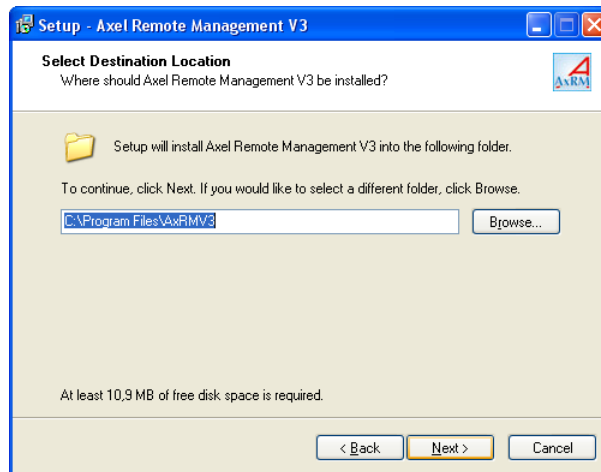 Setup - Axel Remote Management V3
Select Destination Location
Where should Axel Remote Management V3 be installed?
AxRM
Setup will install Axel Remote Management V3 into the following folder.
To continue, click Next. If you would like to select a different folder, click Browse.
C:\Program Files\AxRMV3
Browse...
At least 10,9 MB of free disk space is required.
< Back
Next >
Cancel